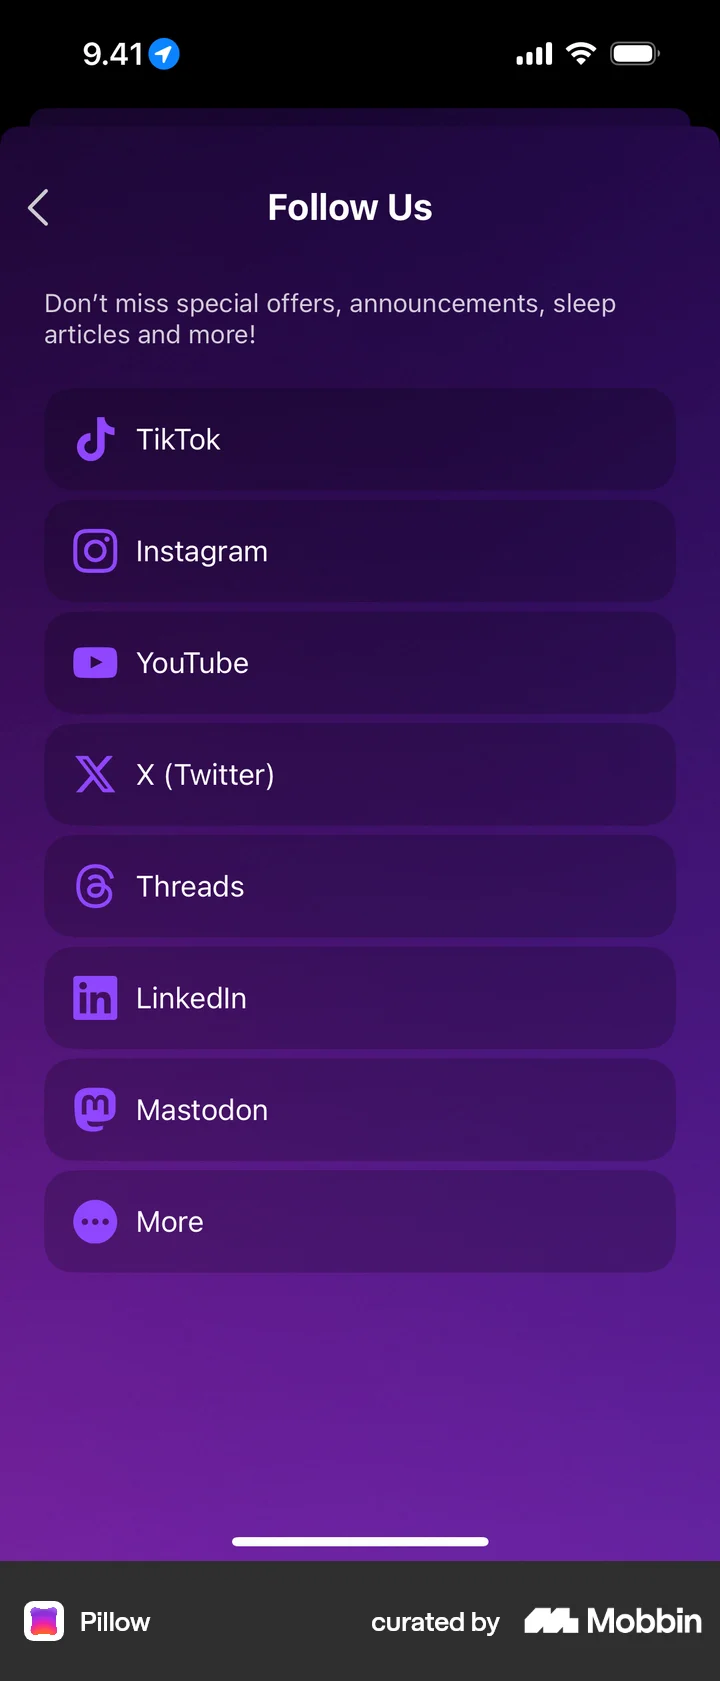 9.41
Follow Us
Don’t miss special offers, announcements, sleep
articles and more!
TikTok
Instagram
YouTube
X (Twitter)
Threads
LinkedIn
Mastodon
More
Pillow
curated by Mobbin